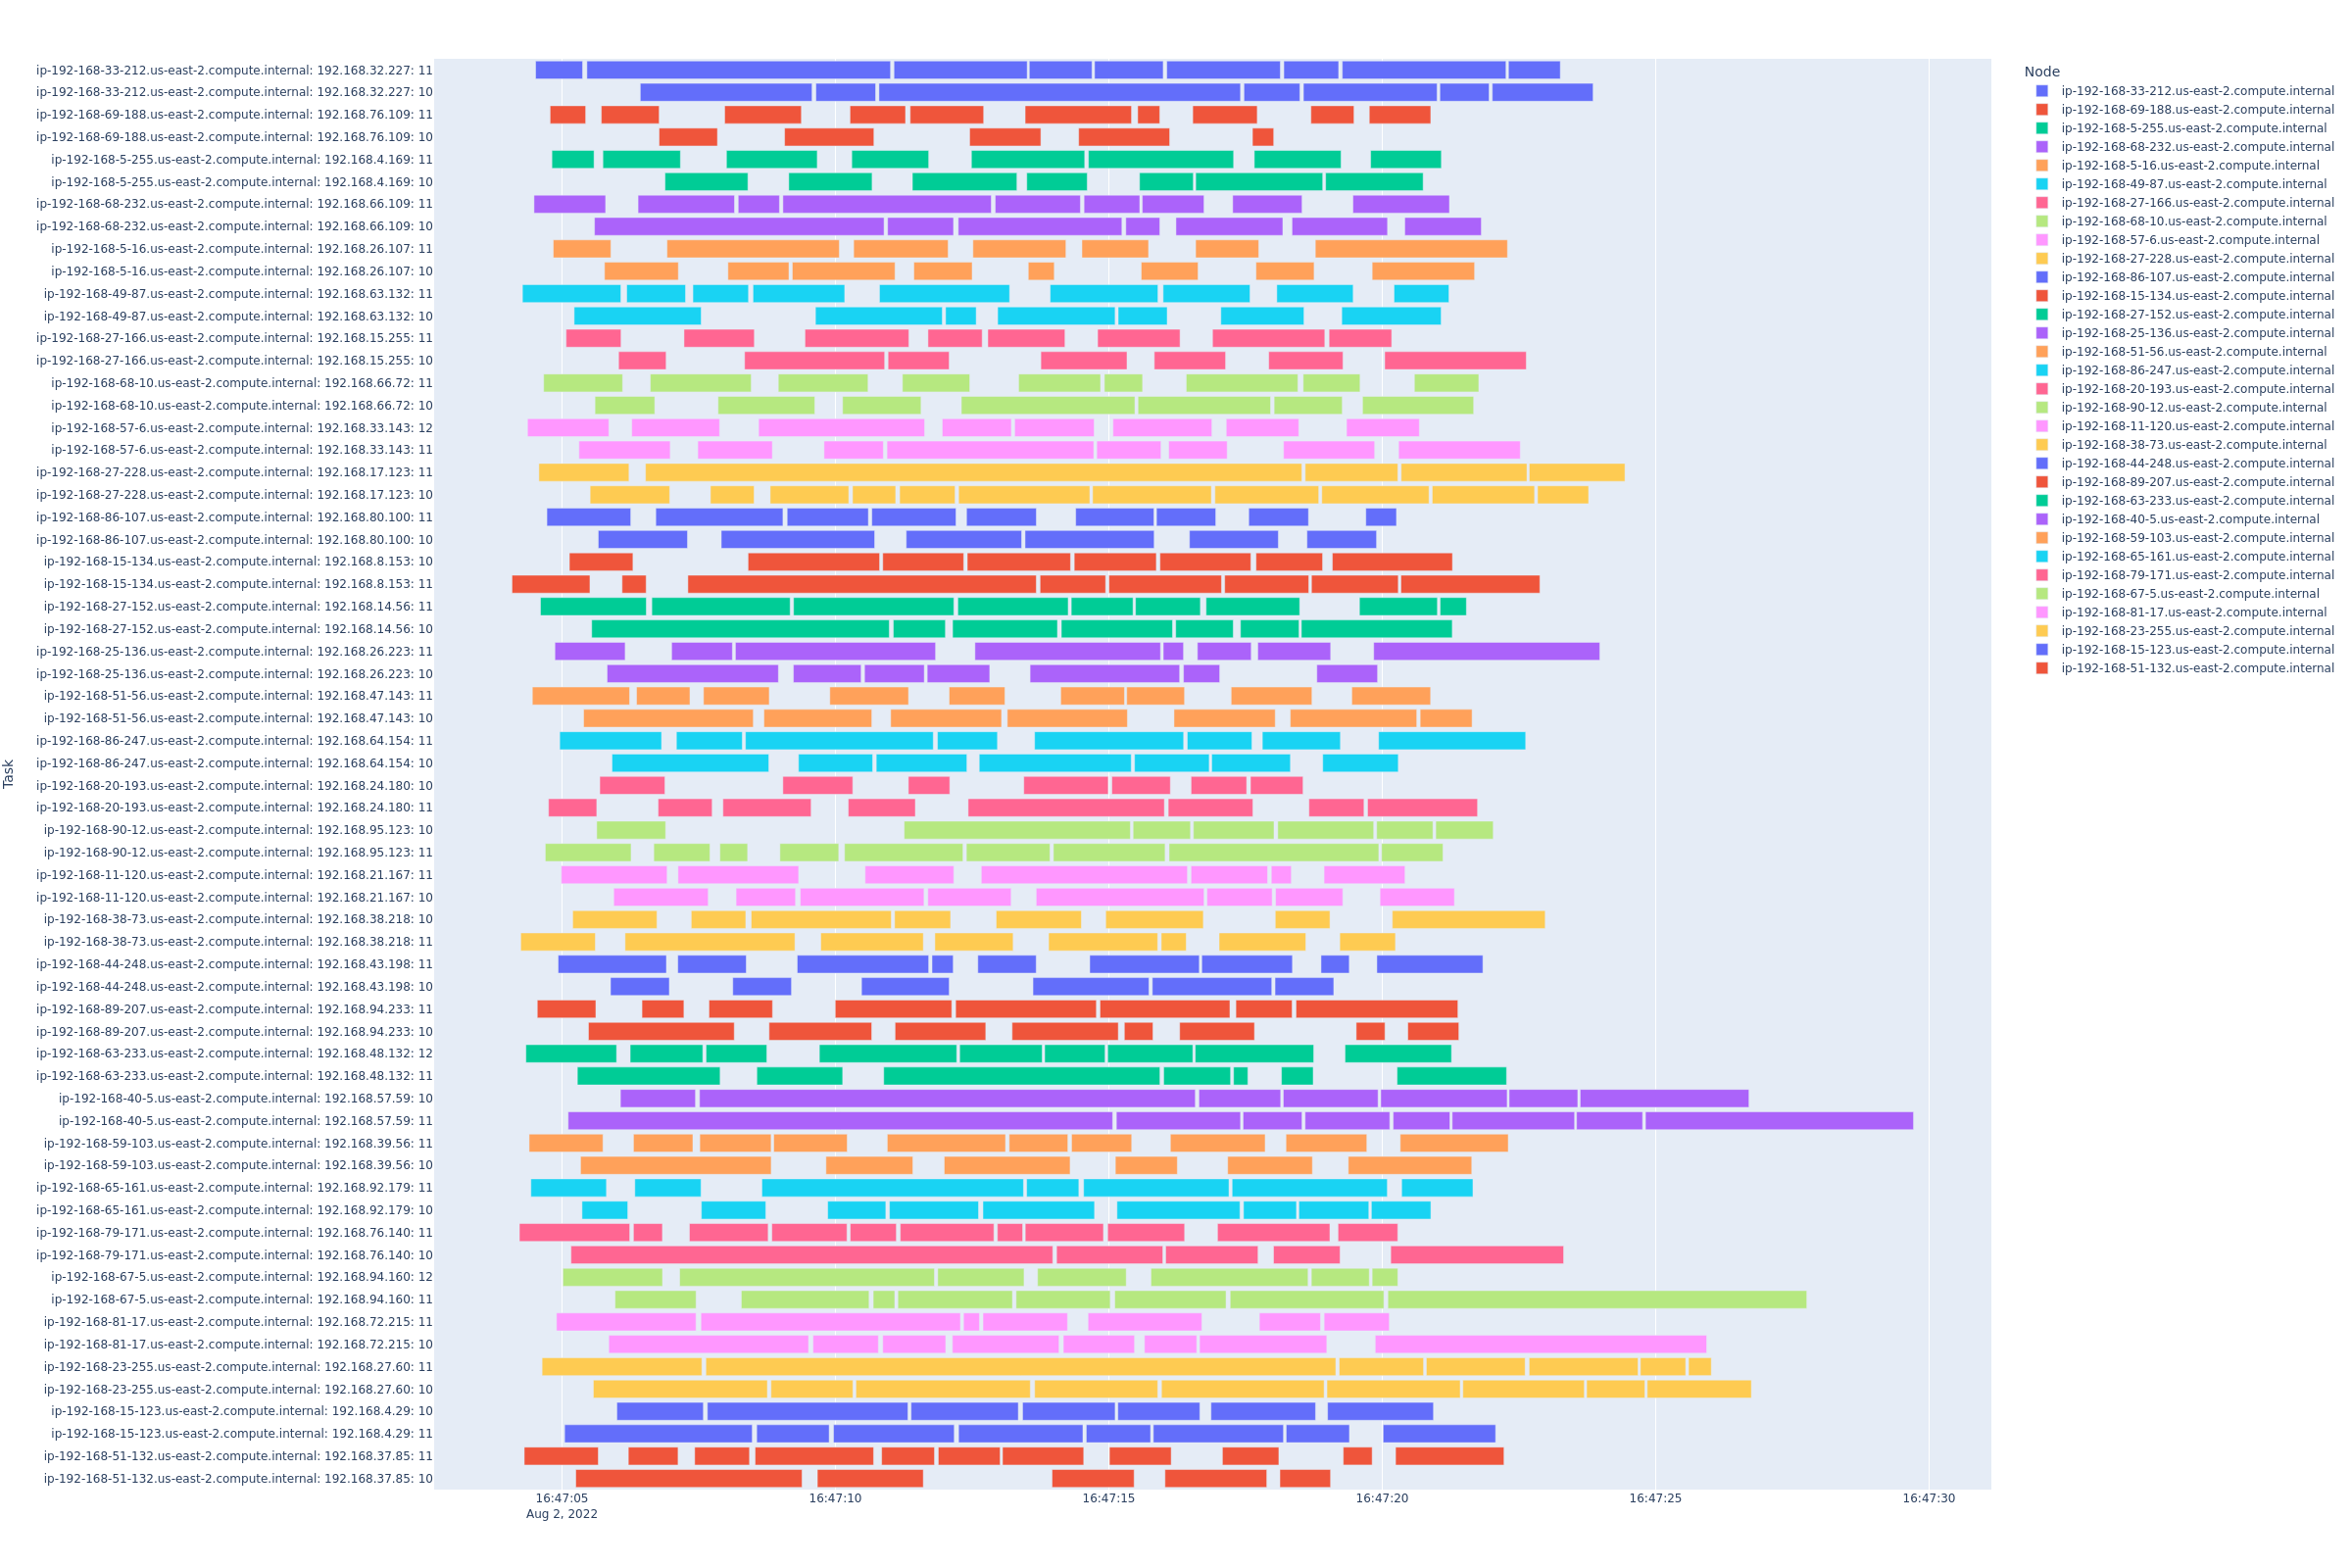 ip-192-168-33-212.us-east-2.compute.internal: 192.168.32.227: 11
ip-192-168-33-212.us-east-2.compute.internal: 192.168.32.227: 10
ip-192-168-69-188.us-east-2.compute.internal: 192.168.76.109: 11
ip-192-168-69-188.us-east-2.compute.internal: 192.168.76.109: 10
ip-192-168-5-255.us-east-2.compute.internal: 192.168.4.169: 11
ip-192-168-5-255.us-east-2.compute.internal: 192.168.4.169: 10
ip-192-168-68-232.us-east-2.compute.internal: 192.168.66.109: 11
ip-192-168-68-232.us-east-2.compute.internal: 192.168.66.109: 10
ip-192-168-5-16.us-east-2.compute.internal: 192.168.26.107: 11
ip-192-168-5-16.us-east-2.compute.internal: 192.168.26.107: 10
ip-192-168-49-87.us-east-2.compute.internal: 192.168.63.132: 11
ip-192-168-49-87.us-east-2.compute.internal: 192.168.63.132: 10
ip-192-168-27-166.us-east-2.compute.internal: 192.168.15.255: 11
ip-192-168-27-166.us-east-2.compute.internal: 192.168.15.255: 10
ip-192-168-68-10.us-east-2.compute.internal: 192.168.66.72: 11
ip-192-168-68-10.us-east-2.compute.internal: 192.168.66.72: 10
ip-192-168-57-6.us-east-2.compute.internal: 192.168.33.143: 12
ip-192-168-57-6.us-east-2.compute.internal: 192.168.33.143: 11
ip-192-168-27-228.us-east-2.compute.internal: 192.168.17.123: 11
ip-192-168-27-228.us-east-2.compute.internal: 192.168.17.123: 10
ip-192-168-86-107.us-east-2.compute.internal: 192.168.80.100: 11
ip-192-168-86-107.us-east-2.compute.internal: 192.168.80.100: 10
ip-192-168-15-134.us-east-2.compute.internal: 192.168.8.153: 10
ip-192-168-15-134.us-east-2.compute.internal: 192.168.8.153: 11
ip-192-168-27-152.us-east-2.compute.internal: 192.168.14.56: 11
ip-192-168-27-152.us-east-2.compute.internal: 192.168.14.56: 10
ip-192-168-25-136.us-east-2.compute.internal: 192.168.26.223: 11
ip-192-168-25-136.us-east-2.compute.internal: 192.168.26.223: 10
ip-192-168-51-56.us-east-2.compute.internal: 192.168.47.143: 11
ip-192-168-51-56.us-east-2.compute.internal: 192.168.47.143: 10
ip-192-168-86-247.us-east-2.compute.internal: 192.168.64.154: 11
ip-192-168-86-247.us-east-2.compute.internal: 192.168.64.154: 10
ip-192-168-20-193.us-east-2.compute.internal: 192.168.24.180: 10
ip-192-168-20-193.us-east-2.compute.internal: 192.168.24.180: 11
ip-192-168-90-12.us-east-2.compute.internal: 192.168.95.123: 10
ip-192-168-90-12.us-east-2.compute.internal: 192.168.95.123: 11
ip-192-168-11-120.us-east-2.compute.internal: 192.168.21.167: 11
ip-192-168-11-120.us-east-2.compute.internal: 192.168.21.167: 10
ip-192-168-38-73.us-east-2.compute.internal: 192.168.38.218: 10
ip-192-168-38-73.us-east-2.compute.internal: 192.168.38.218: 11
ip-192-168-44-248.us-east-2.compute.internal: 192.168.43.198: 11
ip-192-168-44-248.us-east-2.compute.internal: 192.168.43.198: 10
ip-192-168-89-207.us-east-2.compute.internal: 192.168.94.233: 11
ip-192-168-89-207.us-east-2.compute.internal: 192.168.94.233: 10
ip-192-168-63-233.us-east-2.compute.internal: 192.168.48.132: 12
ip-192-168-63-233.us-east-2.compute.internal: 192.168.48.132: 11
ip-192-168-40-5.us-east-2.compute.internal: 192.168.57.59: 10
ip-192-168-40-5.us-east-2.compute.internal: 192.168.57.59: 11
ip-192-168-59-103.us-east-2.compute.internal: 192.168.39.56: 11
ip-192-168-59-103.us-east-2.compute.internal: 192.168.39.56: 10
ip-192-168-65-161.us-east-2.compute.internal: 192.168.92.179: 11
ip-192-168-65-161.us-east-2.compute.internal: 192.168.92.179: 10
ip-192-168-79-171.us-east-2.compute.internal: 192.168.76.140: 11
ip-192-168-79-171.us-east-2.compute.internal: 192.168.76.140: 10
ip-192-168-67-5.us-east-2.compute.internal: 192.168.94.160: 12
ip-192-168-67-5.us-east-2.compute.internal: 192.168.94.160: 11
ip-192-168-81-17.us-east-2.compute.internal: 192.168.72.215: 11
ip-192-168-81-17.us-east-2.compute.internal: 192.168.72.215: 10
ip-192-168-23-255.us-east-2.compute.internal: 192.168.27.60: 11
ip-192-168-23-255.us-east-2.compute.internal: 192.168.27.60: 10
ip-192-168-15-123.us-east-2.compute.internal: 192.168.4.29: 10
ip-192-168-15-123.us-east-2.compute.internal: 192.168.4.29: 11
ip-192-168-51-132.us-east-2.compute.internal: 192.168.37.85: 11
ip-192-168-51-132.us-east-2.compute.internal: 192.168.37.85: 10
Task
16:47:05
16:47:10
16:47:15
16:47:20
16:47:25
16:47:30
Aug 2, 2022
Node
ip-192-168-33-212.us-east-2.compute.internal
ip-192-168-69-188.us-east-2.compute.internal
ip-192-168-5-255.us-east-2.compute.internal
ip-192-168-68-232.us-east-2.compute.internal
ip-192-168-5-16.us-east-2.compute.internal
ip-192-168-49-87.us-east-2.compute.internal
ip-192-168-27-166.us-east-2.compute.internal
ip-192-168-68-10.us-east-2.compute.internal
ip-192-168-57-6.us-east-2.compute.internal
ip-192-168-27-228.us-east-2.compute.internal
ip-192-168-86-107.us-east-2.compute.internal
ip-192-168-15-134.us-east-2.compute.internal
ip-192-168-27-152.us-east-2.compute.internal
ip-192-168-25-136.us-east-2.compute.internal
ip-192-168-51-56.us-east-2.compute.internal
ip-192-168-86-247.us-east-2.compute.internal
ip-192-168-20-193.us-east-2.compute.internal
ip-192-168-90-12.us-east-2.compute.internal
ip-192-168-11-120.us-east-2.compute.internal
ip-192-168-38-73.us-east-2.compute.internal
ip-192-168-44-248.us-east-2.compute.internal
ip-192-168-89-207.us-east-2.compute.internal
ip-192-168-63-233.us-east-2.compute.internal
ip-192-168-40-5.us-east-2.compute.internal
ip-192-168-59-103.us-east-2.compute.internal
ip-192-168-65-161.us-east-2.compute.internal
ip-192-168-79-171.us-east-2.compute.internal
ip-192-168-67-5.us-east-2.compute.internal
ip-192-168-81-17.us-east-2.compute.internal
ip-192-168-23-255.us-east-2.compute.internal
ip-192-168-15-123.us-east-2.compute.internal
ip-192-168-51-132.us-east-2.compute.internal